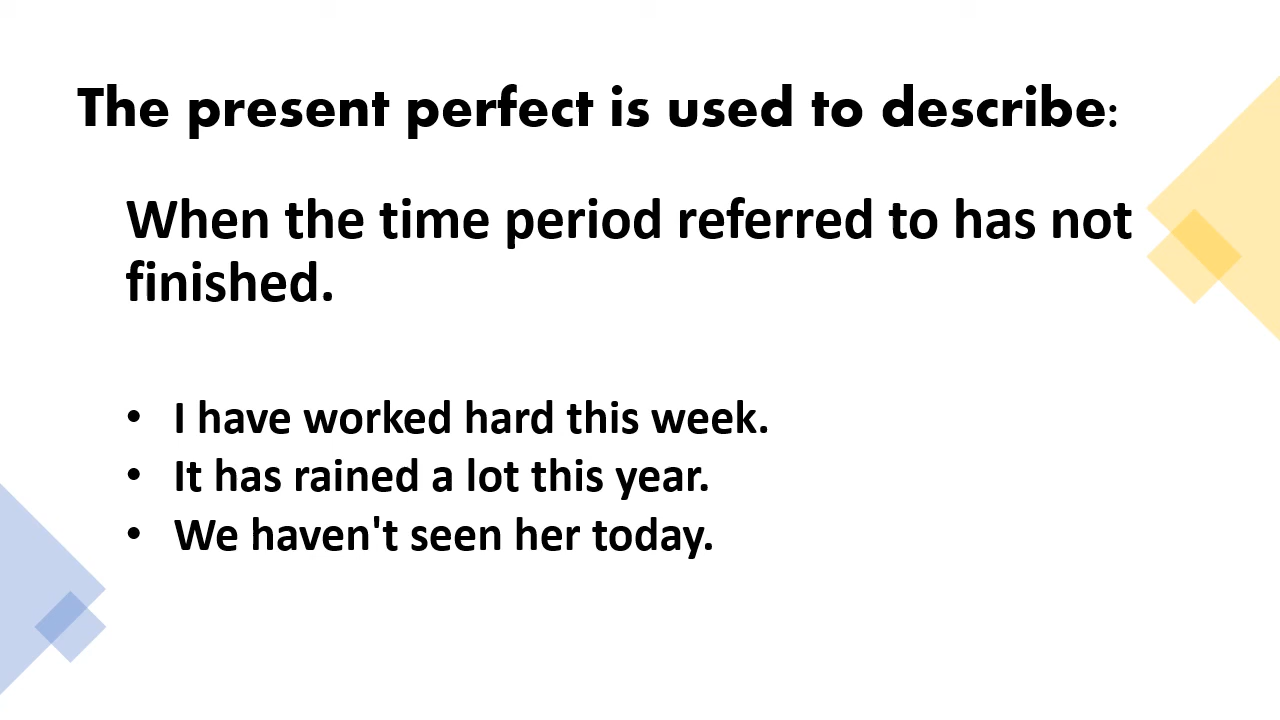 The present perfect is used to describe:
When the time period referred to has not
finished.
• I have worked hard this week.
• It has rained a lot this year.
• We haven't seen her today.